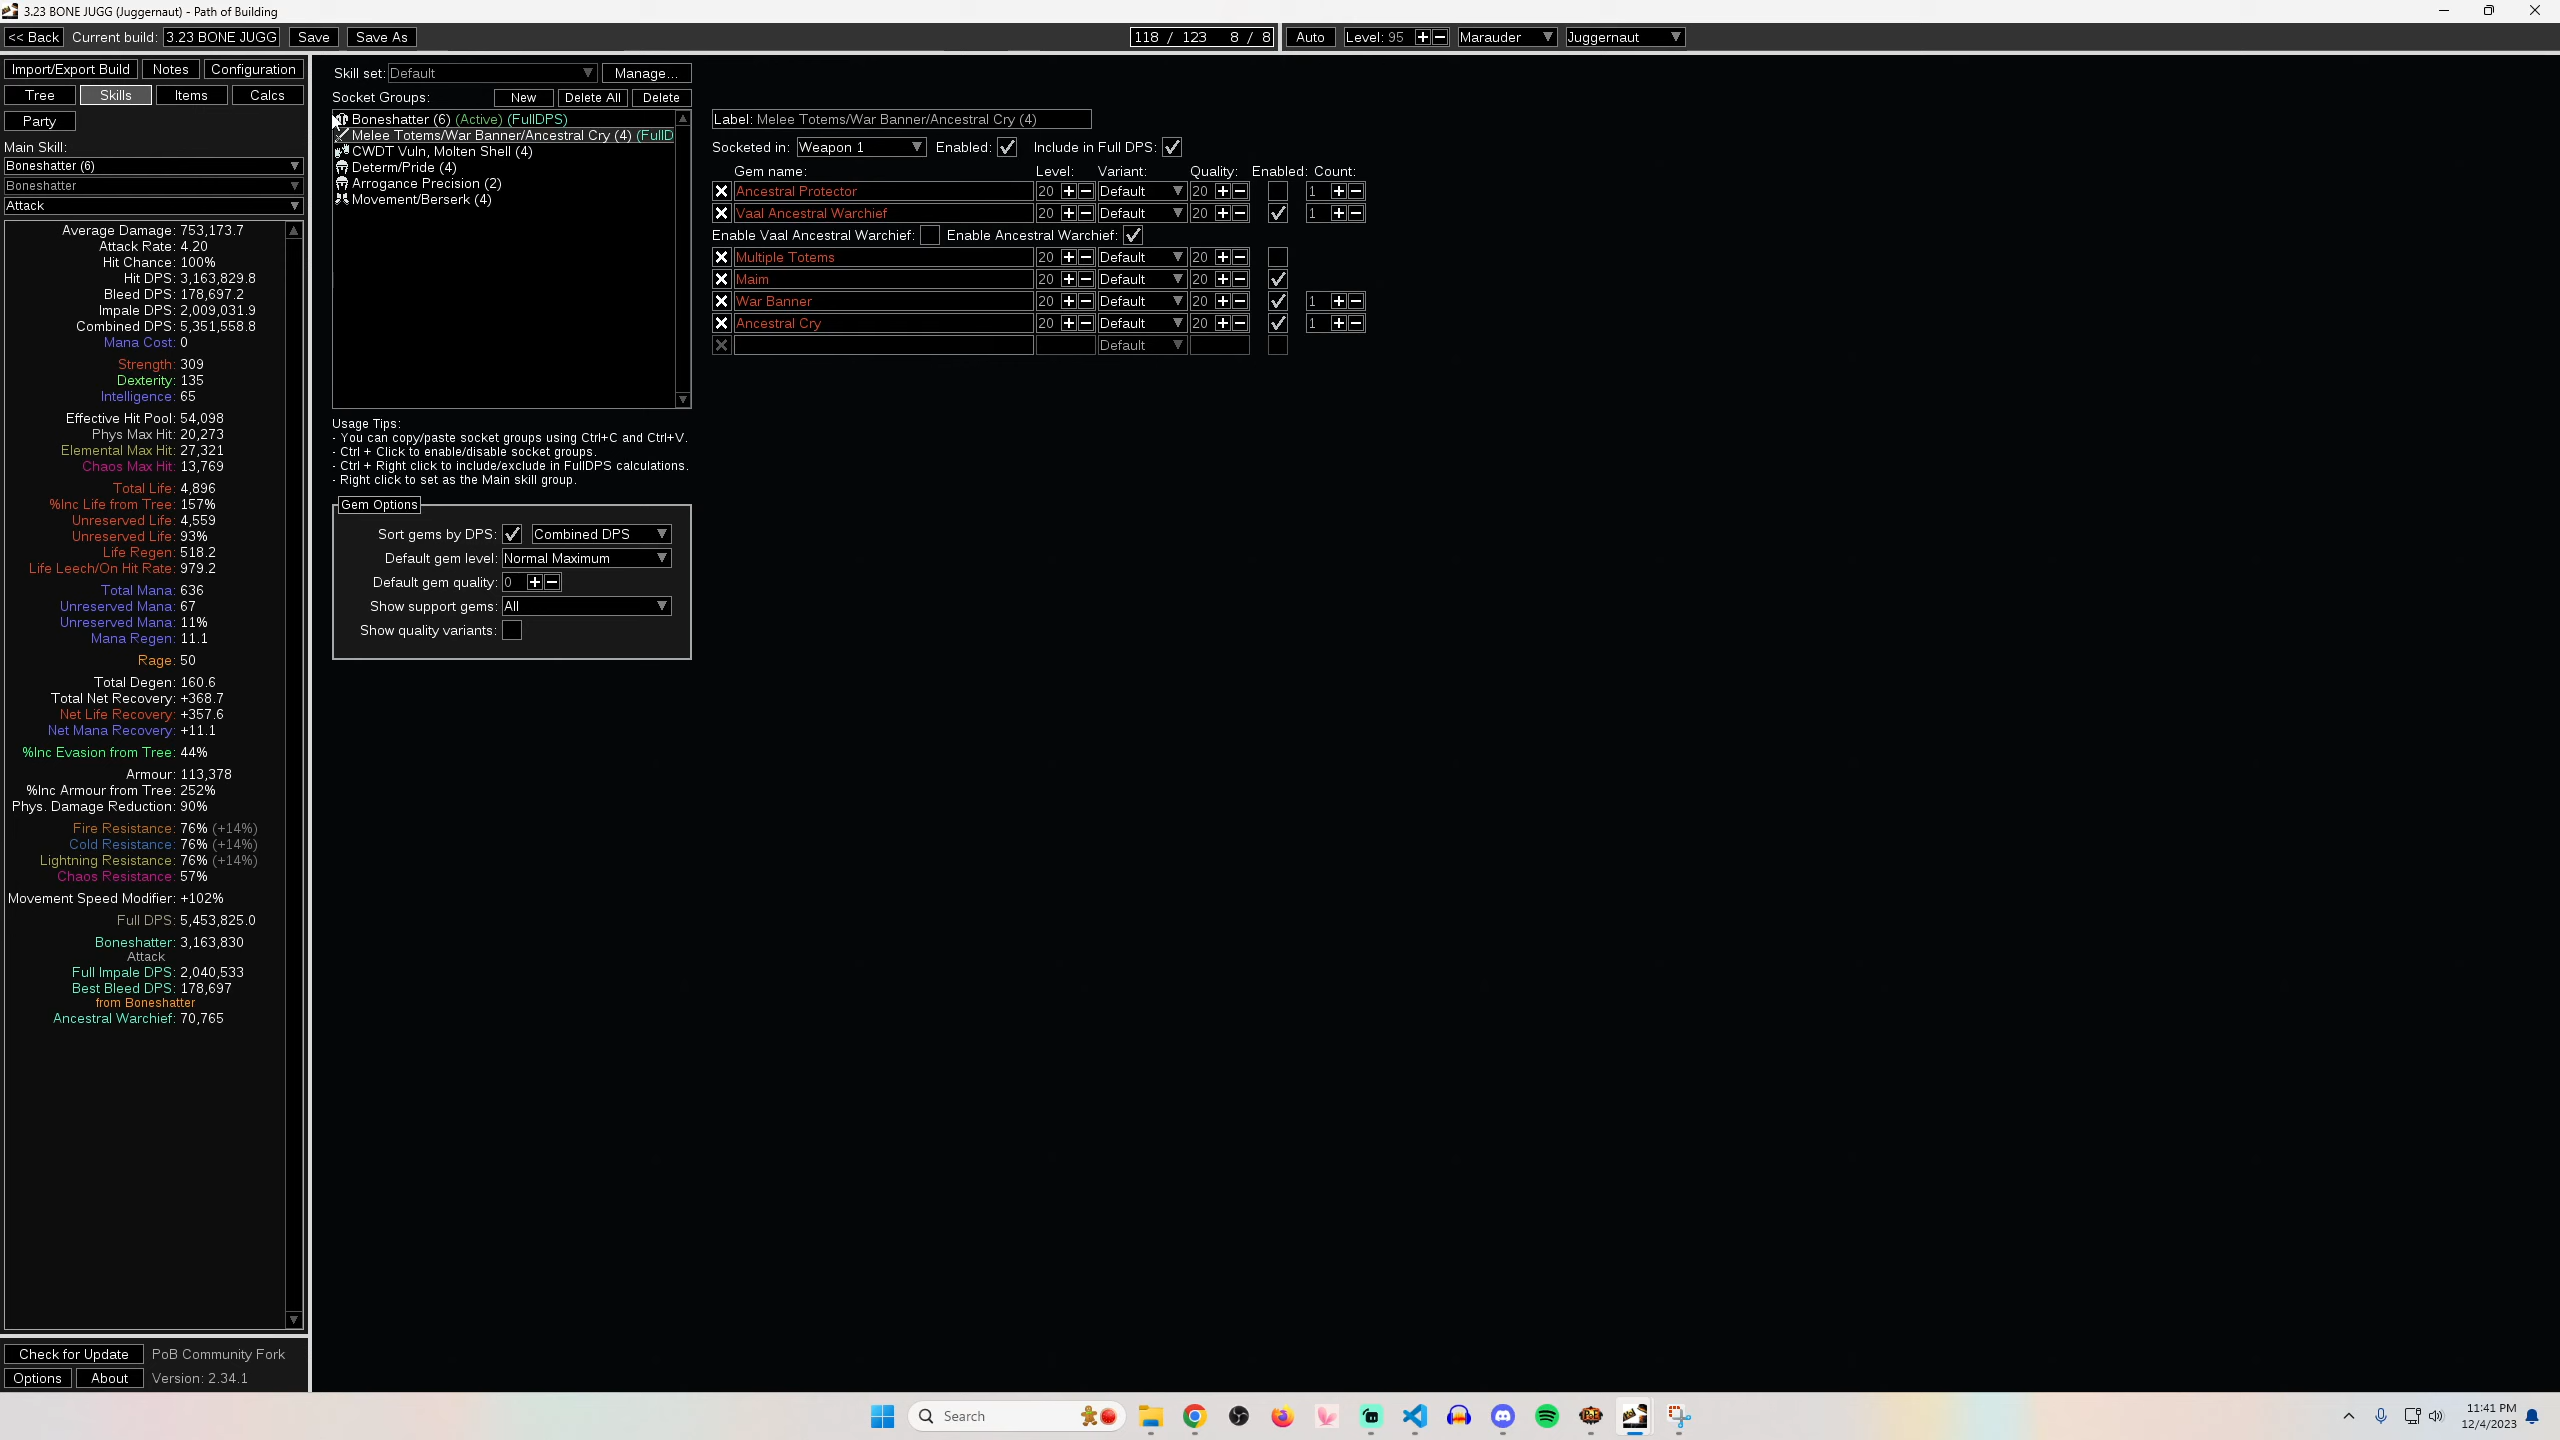 3.23 BONE JUGG (Juggernaut) - Path of Building
<< Back Current build: 3.23 BONE JUGG Save Save As 118 / 123 8 / 8 Auto Level: 95 Marauder Juggernaut
Import/Export Build Notes Configuration
Tree Skills Items Calcs
Party
Main Skill:
Boneshatter (6)
Boneshatter
Attack
Average Damage: 753,173.7
Attack Rate: 4.20
Hit Chance: 100%
Hit DPS: 3,163,829.8
Bleed DPS: 178,697.2
Impale DPS: 2,009,031.9
Combined DPS: 5,351,558.8
Mana Cost: 0
Strength: 309
Dexterity: 135
Intelligence: 65
Effective Hit Pool: 54,098
Phys Max Hit: 20,273
Elemental Max Hit: 27,321
Chaos Max Hit: 13,769
Total Life: 4,896
%Inc Life from Tree: 157%
Unreserved Life: 4,559
Unreserved Life: 93%
Life Regen: 518.2
Life Leech/On Hit Rate: 979.2
Total Mana: 636
Unreserved Mana: 67
Unreserved Mana: 11%
Mana Regen: 11.1
Rage: 50
Total Degen: 160.6
Total Net Recovery: +368.7
Net Life Recovery: +357.6
Net Mana Recovery: +11.1
%Inc Evasion from Tree: 44%
Armour: 113,378
%Inc Armour from Tree: 252%
Phys. Damage Reduction: 90%
Fire Resistance: 76% (+14%)
Cold Resistance: 76% (+14%)
Lightning Resistance: 76% (+14%)
Chaos Resistance: 57%
Movement Speed Modifier: +102%
Full DPS: 5,453,825.0
Boneshatter: 3,163,830
Attack
Full Impale DPS: 2,040,533
Best Bleed DPS: 178,697
from Boneshatter
Ancestral Warchief: 70,765
Check for Update PoB Community Fork
Options About Version: 2.34.1
Skill set: Default Manage...
Socket Groups: New Delete All Delete
Boneshatter (6) (Active) (FullDPS)
Melee Totems/War Banner/Ancestral Cry (4) (FullD
CWDT Vuln, Molten Shell (4)
Determ/Pride (4)
Arrogance Precision (2)
Movement/Berserk (4)
Usage Tips:
- You can copy/paste socket groups using Ctrl+C and Ctrl+V.
- Ctrl + Click to enable/disable socket groups.
- Ctrl + Right click to include/exclude in FullDPS calculations.
- Right click to set as the Main skill group.
Gem Options
Sort gems by DPS: Combined DPS
Default gem level: Normal Maximum
Default gem quality: 0
Show support gems: All
Show quality variants:
Label: Melee Totems/War Banner/Ancestral Cry (4)
Socketed in: Weapon 1 Enabled: Include in Full DPS:
Gem name: Level: Variant: Quality: Enabled: Count:
Ancestral Protector 20 Default 20 1
Vaal Ancestral Warchief 20 Default 20 1
Enable Vaal Ancestral Warchief: Enable Ancestral Warchief:
Multiple Totems 20 Default 20
Maim 20 Default 20
War Banner 20 Default 20 1
Ancestral Cry 20 Default 20 1
Default
Search
11:41 PM
12/4/2023